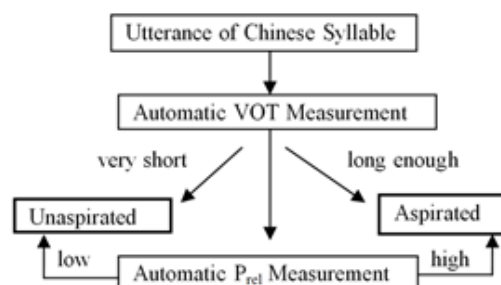 Utterance of Chinese Syllable
Automatic VOT Measurement
very short
long enough
Unaspirated
Aspirated
low
high
Automatic Prel Measurement